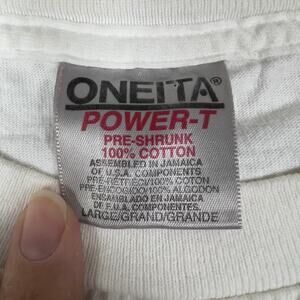 ONEITA®
POWER-T
PRE-SHRUNK
100% COTTON
ASSEMBLED IN JAMAICA
OF U.S.A. COMPONENTS
PRE-RETRECI/100% COTON
PRE-ENCOGIDO/100% ALGODON
ENSAMBLADO EN JAMAICA
DE E.U.A. COMPONENTES.
LARGE/GRAND/GRANDE